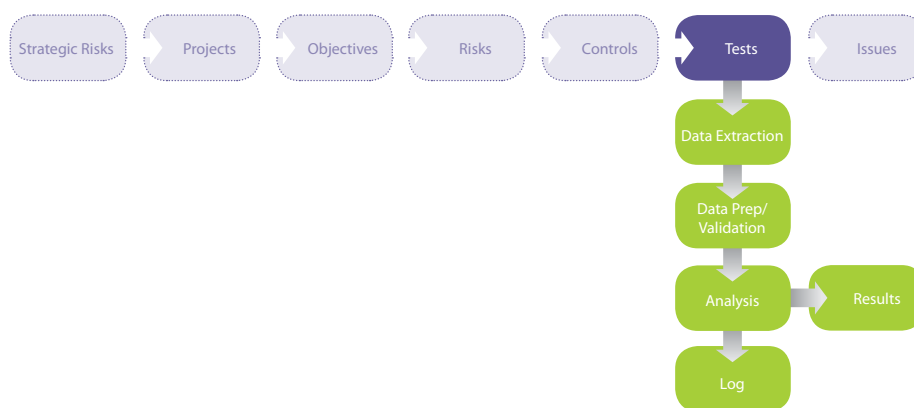 Strategic Risks
Projects
Objectives
Risks
Controls
Tests
Issues
Data Extraction
Data Prep/
Validation
Analysis
Results
Log